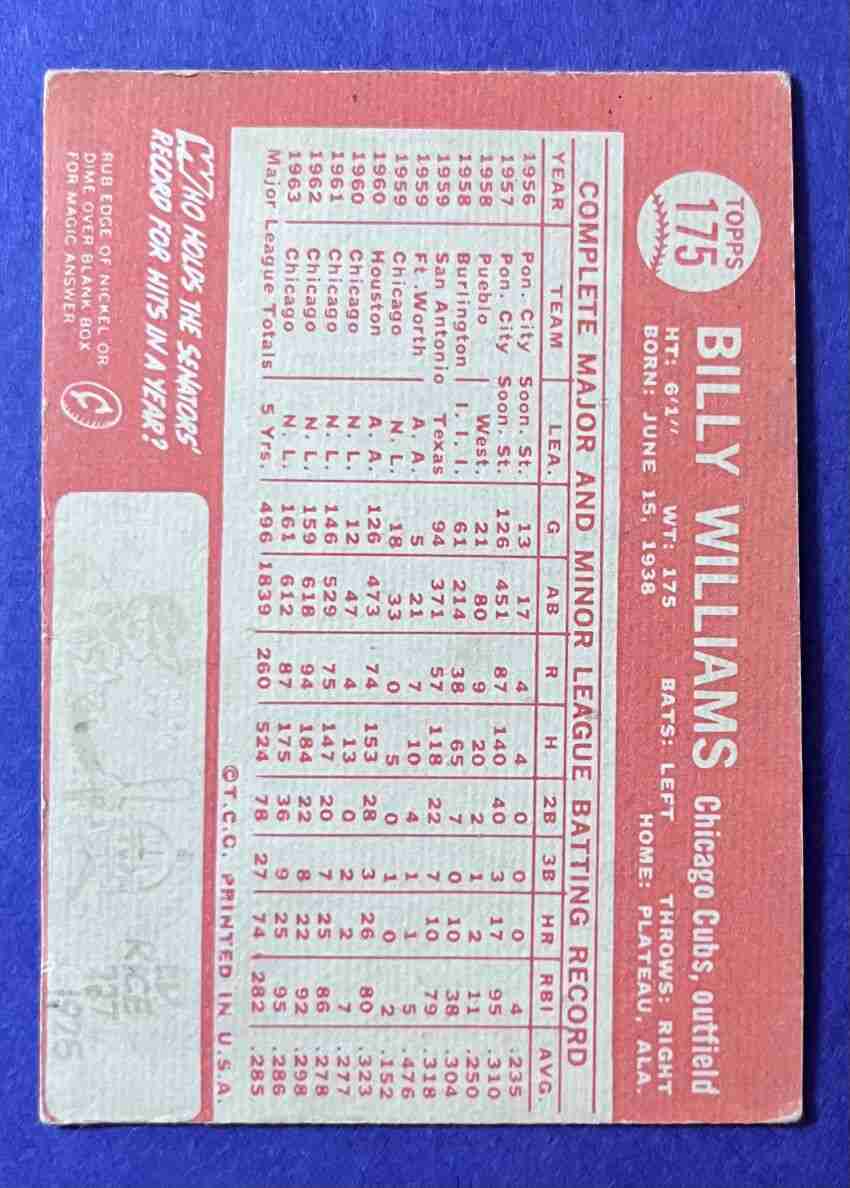 TOPPS
175
BILLY WILLIAMS Chicago Cubs, outfield
HT: 6'1" WT: 175 BATS: LEFT THROWS: RIGHT
BORN: JUNE 15, 1938 HOME: PLATEAU, ALA.
COMPLETE MAJOR AND MINOR LEAGUE BATTING RECORD
YEAR TEAM LEA. G AB R H 2B 3B HR RBI AVG.
1956 Pon. City Soon. St. 13 17 4 4 0 0 0 4 .235
1957 Pon. City Soon. St. 126 451 87 140 40 3 17 95 .310
1958 Pueblo West. 21 80 9 20 2 1 2 11 .250
1958 Burlington I. I. I. 61 214 38 65 7 0 10 38 .304
1959 San Antonio Texas 94 371 57 118 22 7 10 79 .318
1959 Ft. Worth A. A. 5 21 7 10 4 1 1 5 .476
1959 Chicago N. L. 18 33 0 5 0 1 0 2 .152
1960 Houston A. A. 126 473 74 153 28 3 26 80 .323
1960 Chicago N. L. 12 47 4 13 0 2 2 7 .277
1961 Chicago N. L. 146 529 75 147 20 7 25 86 .278
1962 Chicago N. L. 159 618 94 184 22 8 22 92 .298
1963 Chicago N. L. 161 612 87 175 36 9 25 95 .286
Major League Totals 5 Yrs. 496 1839 260 524 78 27 74 282 .285
©T.C.G. PRINTED IN U.S.A.
WHO HOLDS THE SENATORS'
RECORD FOR HITS IN A YEAR?
RUB EDGE OF NICKEL OR
DIME OVER BLANK BOX
FOR MAGIC ANSWER
RICE
1925